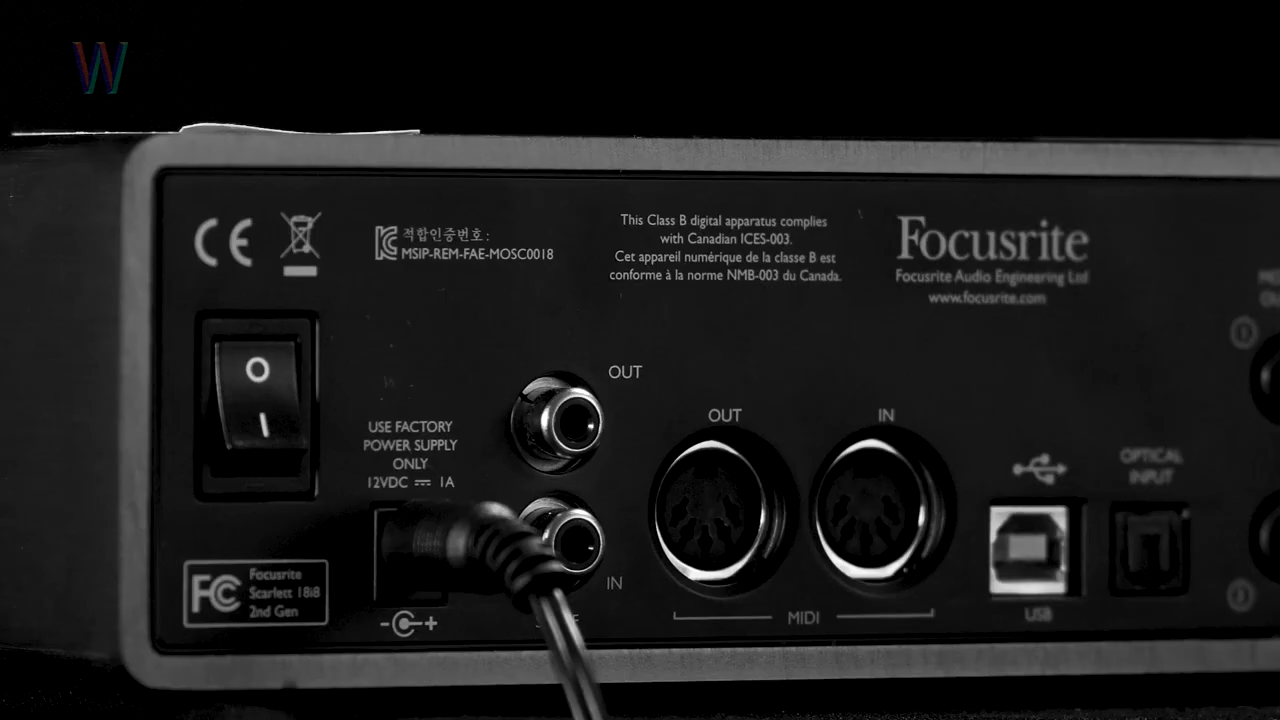 W
CE
적합인증번호:
MSIP-REM-FAE-MOSC0018
This Class B digital apparatus complies
with Canadian ICES-003.
Cet appareil numérique de la classe B est
conforme à la norme NMB-003 du Canada.
Focusrite
Focusrite Audio Engineering Ltd
www.focusrite.com
O
I
USE FACTORY
POWER SUPPLY
ONLY
12VDC ⎓ 1A
OUT
IN
OUT
IN
MIDI
OPTICAL
INPUT
USB
FC
Focusrite
Scarlett 18i8
2nd Gen
- +